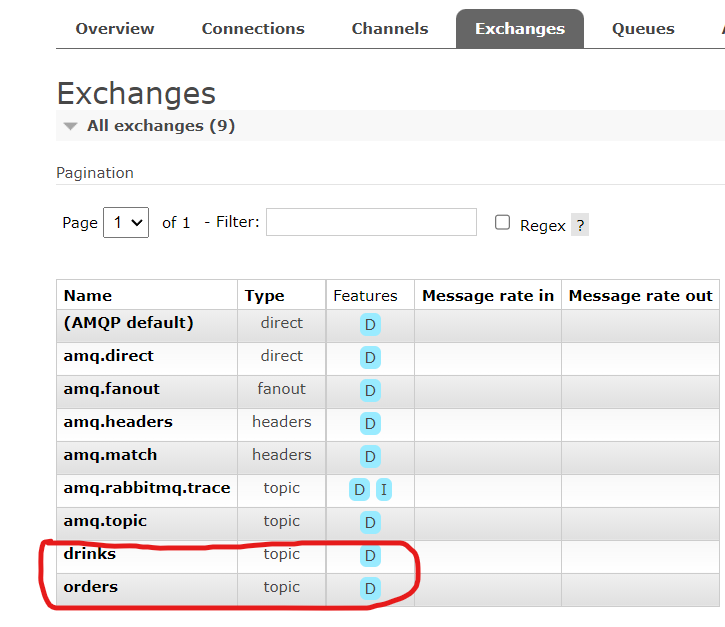 Overview Connections Channels Exchanges Queues
Exchanges
All exchanges (9)
Pagination
Page 1 of 1 - Filter: Regex ?
Name Type Features Message rate in Message rate out
(AMQP default) direct D
amq.direct direct D
amq.fanout fanout D
amq.headers headers D
amq.match headers D
amq.rabbitmq.trace topic D I
amq.topic topic D
drinks topic D
orders topic D